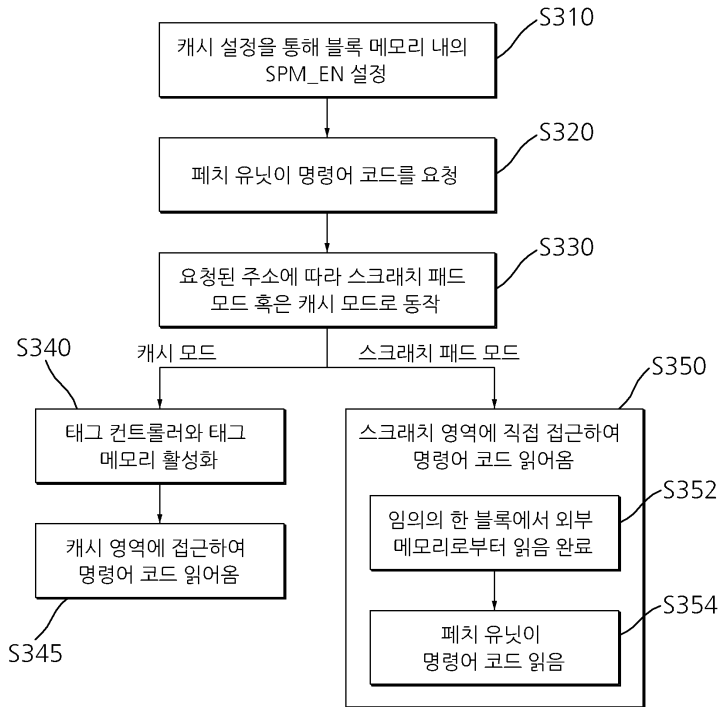 S310
캐시 설정을 통해 블록 메모리 내의
SPM_EN 설정
S320
페치 유닛이 명령어 코드를 요청
S330
요청된 주소에 따라 스크래치 패드
모드 혹은 캐시 모드로 동작
캐시 모드
스크래치 패드 모드
S340
태그 컨트롤러와 태그
메모리 활성화
캐시 영역에 접근하여
명령어 코드 읽어옴
S345
S350
스크래치 영역에 직접 접근하여
명령어 코드 읽어옴
S352
임의의 한 블록에서 외부
메모리로부터 읽음 완료
S354
페치 유닛이
명령어 코드 읽음